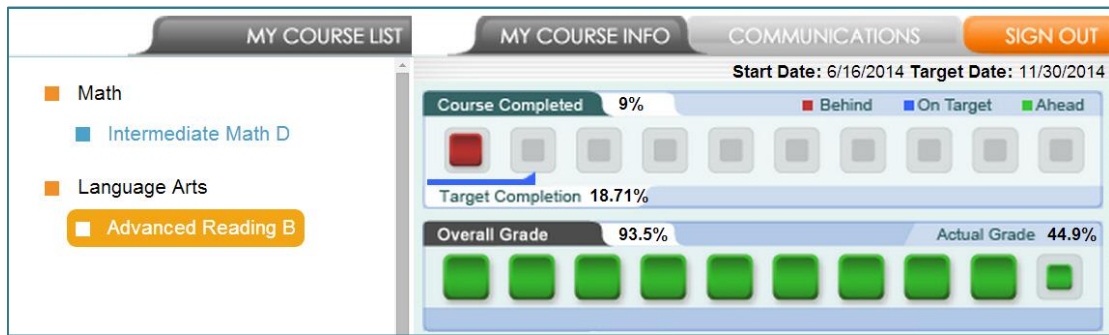 MY COURSE LIST
Math
Intermediate Math D
Language Arts
Advanced Reading B
MY COURSE INFO COMMUNICATIONS SIGN OUT
Start Date: 6/16/2014 Target Date: 11/30/2014
Course Completed 9% Behind On Target Ahead
Target Completion 18.71%
Overall Grade 93.5% Actual Grade 44.9%